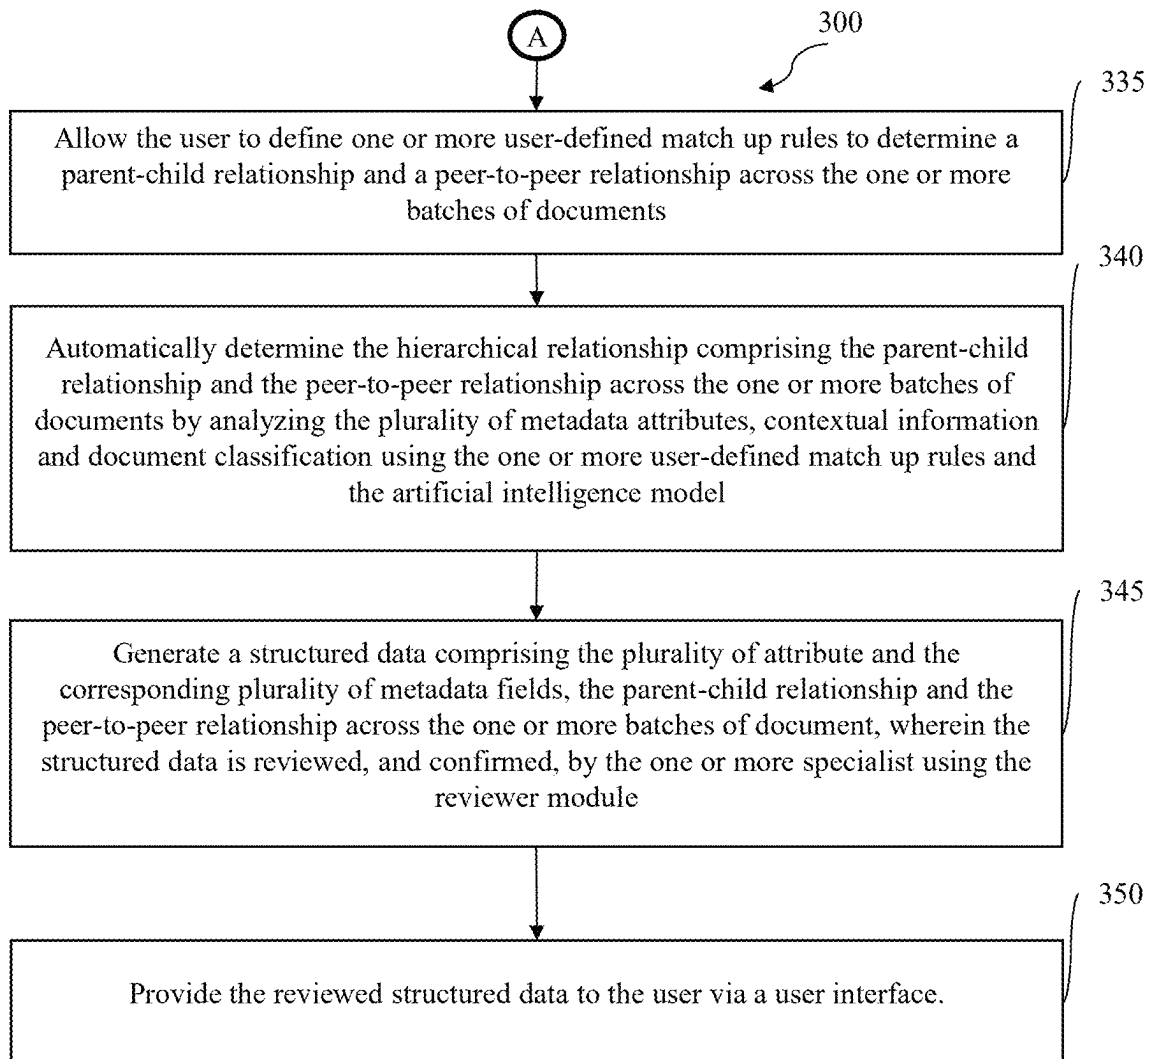 A
300
335
Allow the user to define one or more user-defined match up rules to determine a
parent-child relationship and a peer-to-peer relationship across the one or more
batches of documents
340
Automatically determine the hierarchical relationship comprising the parent-child
relationship and the peer-to-peer relationship across the one or more batches of
documents by analyzing the plurality of metadata attributes, contextual information
and document classification using the one or more user-defined match up rules and
the artificial intelligence model
345
Generate a structured data comprising the plurality of attribute and the
corresponding plurality of metadata fields, the parent-child relationship and the
peer-to-peer relationship across the one or more batches of document, wherein the
structured data is reviewed, and confirmed, by the one or more specialist using the
reviewer module
350
Provide the reviewed structured data to the user via a user interface.